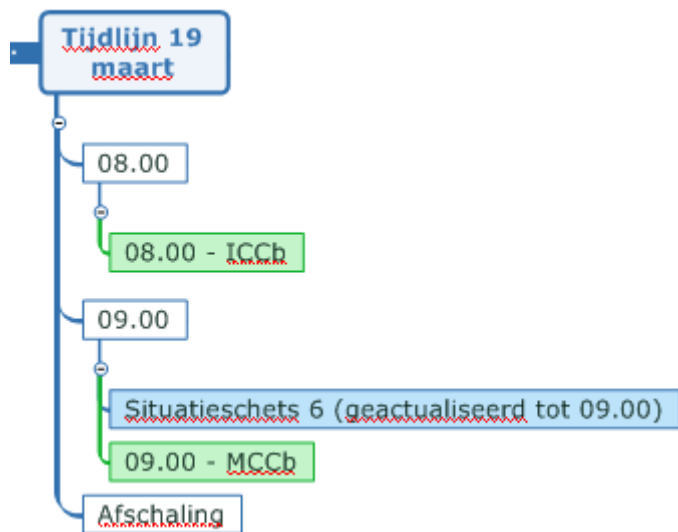 Tijdlijn 19
maart
08.00
08.00 - ICCb
09.00
Situatieschets 6 (geactualiseerd tot 09.00)
09.00 - MCCb
Afschaling